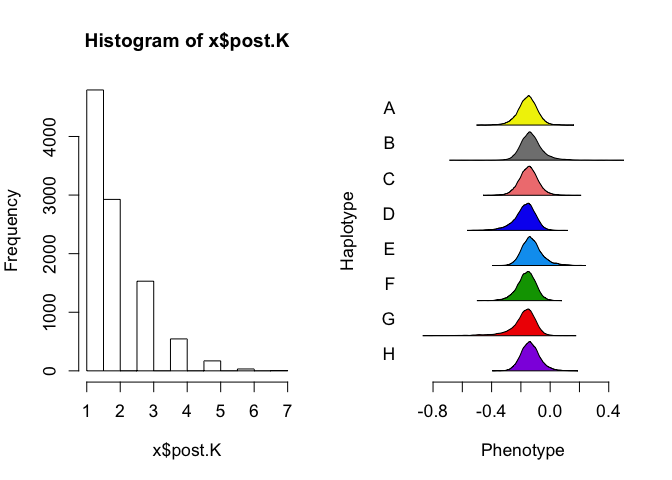 Histogram of x$post.K
Frequency
0
1000
2000
3000
4000
1 2 3 4 5 6 7
x$post.K
Haplotype
A
B
C
D
E
F
G
H
-0.8 -0.4 0.0 0.4
Phenotype